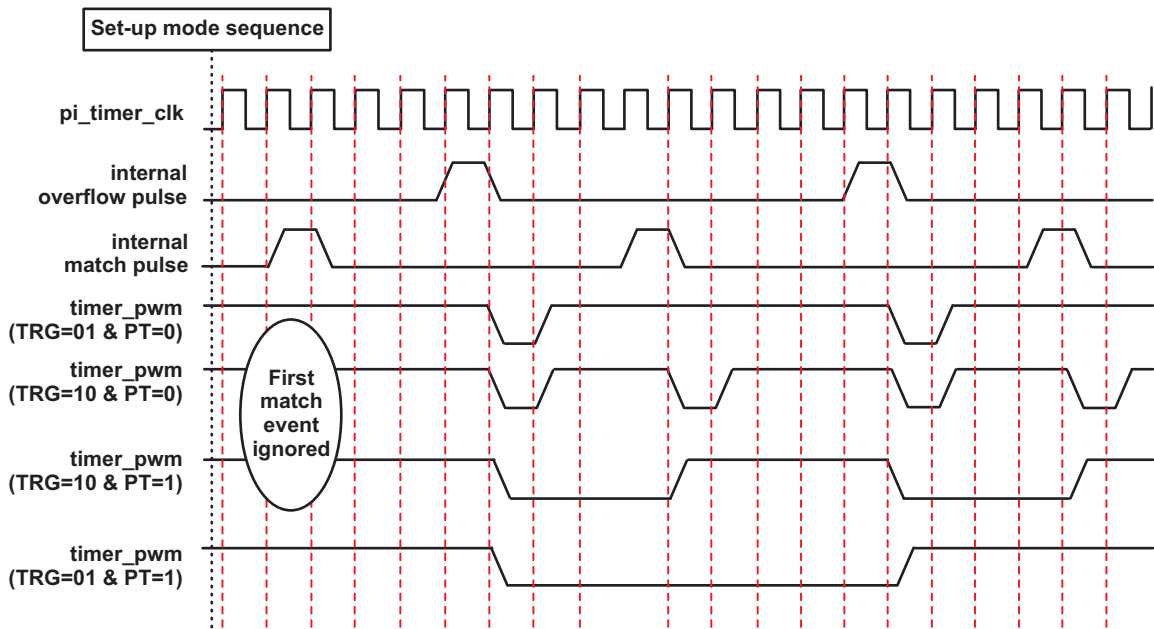 Set-up mode sequence
pi_timer_clk
internal
overflow pulse
internal
match pulse
timer_pwm
(TRG=01 & PT=0)
timer_pwm
(TRG=10 & PT=0)
First
match
event
ignored
timer_pwm
(TRG=10 & PT=1)
timer_pwm
(TRG=01 & PT=1)